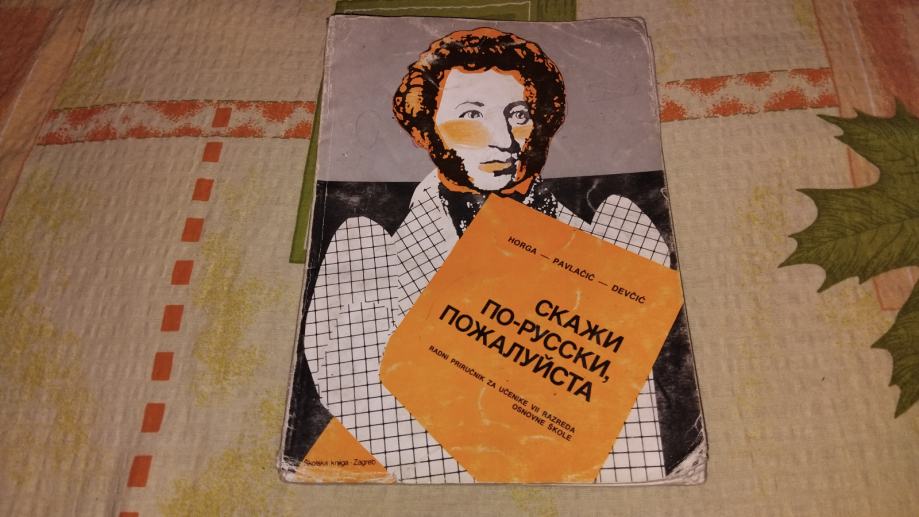 HORGA — PAVLAČIĆ — DEVČIĆ
СКАЖИ
ПО-РУССКИ,
ПОЖАЛУЙСТА
RADNI PRIRUČNIK ZA UČENIKE VII RAZREDA
OSNOVNE ŠKOLE
Školska knjiga - Zagreb